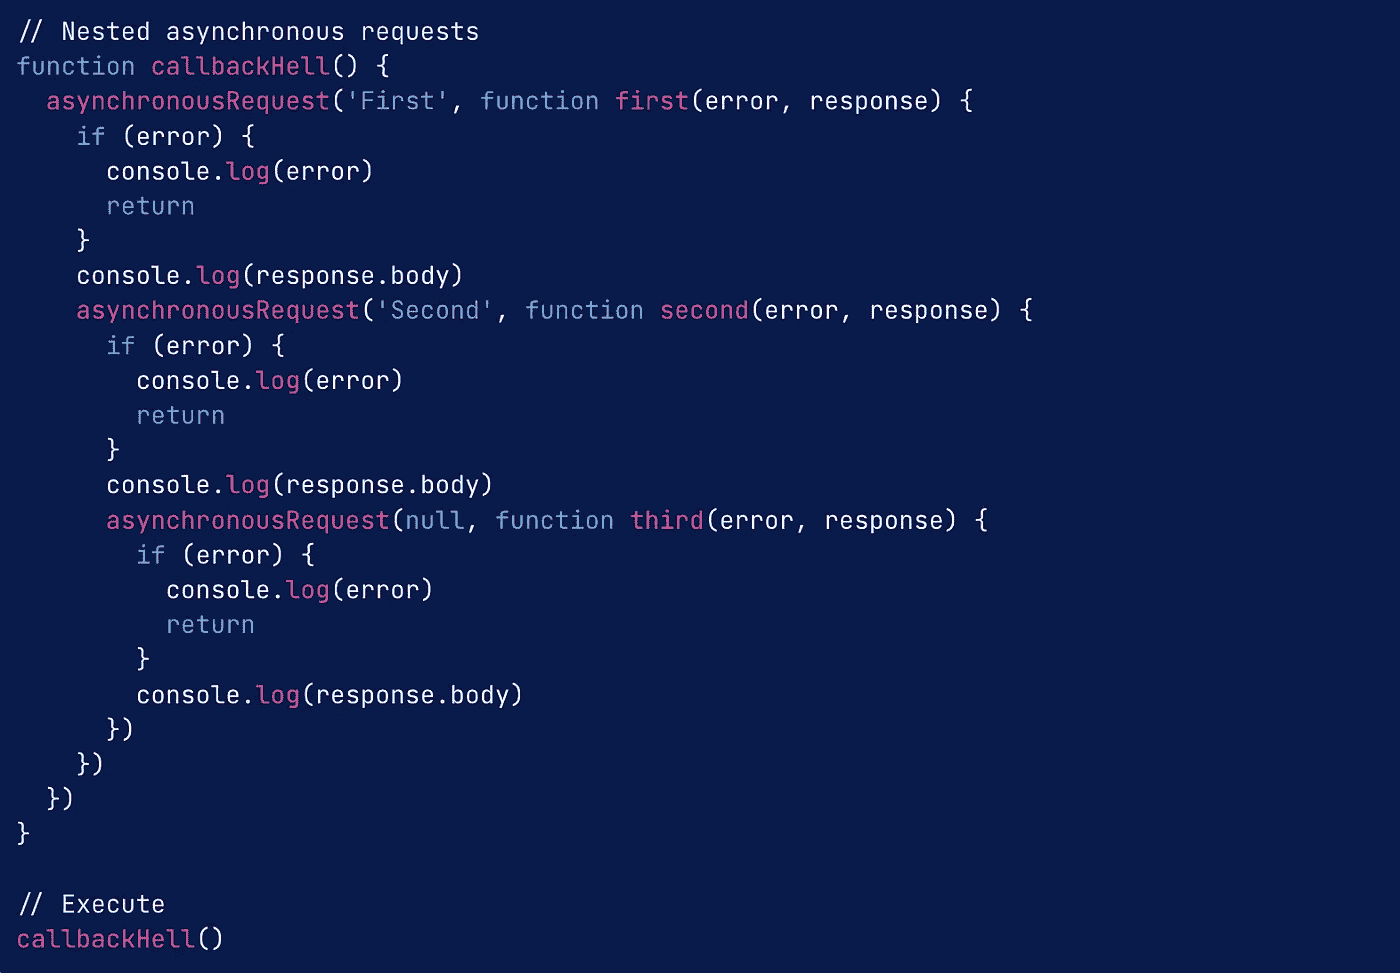 // Nested asynchronous requests
function callbackHell() {
  asynchronousRequest('First', function first(error, response) {
    if (error) {
      console.log(error)
      return
    }
    console.log(response.body)
    asynchronousRequest('Second', function second(error, response) {
      if (error) {
        console.log(error)
        return
      }
      console.log(response.body)
      asynchronousRequest(null, function third(error, response) {
        if (error) {
          console.log(error)
          return
        }
        console.log(response.body)
      })
    })
  })
}

// Execute
callbackHell()